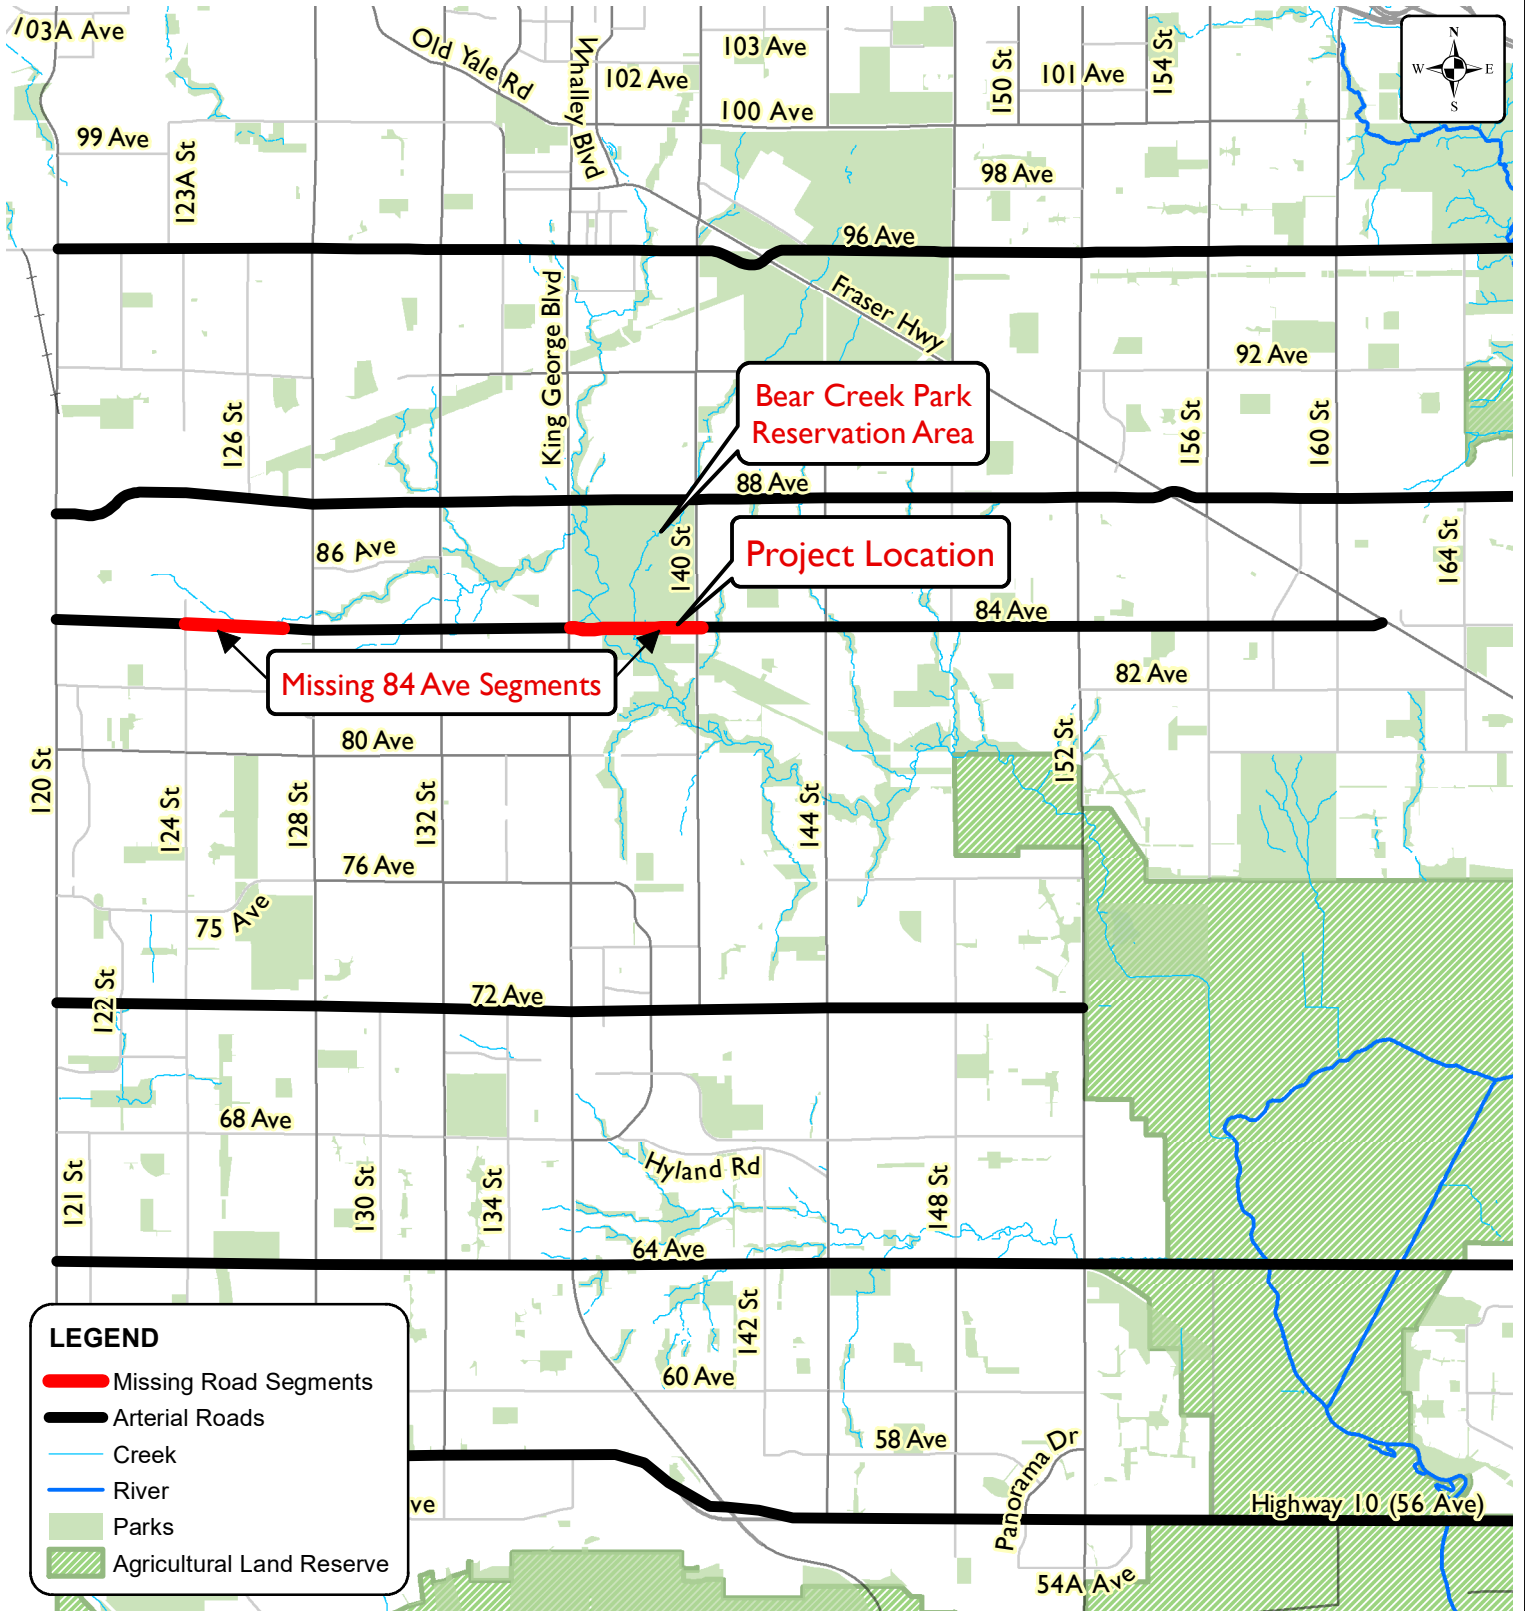 103A Ave
Old Yale Rd
Whalley Blvd
102 Ave
103 Ave
100 Ave
150 St
101 Ave
154 St
N
W
E
S
99 Ave
123A St
98 Ave
96 Ave
King George Blvd
Fraser Hwy
92 Ave
126 St
Bear Creek Park
Reservation Area
156 St
160 St
88 Ave
86 Ave
140 St
Project Location
164 St
84 Ave
Missing 84 Ave Segments
82 Ave
120 St
80 Ave
152 St
124 St
128 St
132 St
144 St
76 Ave
75 Ave
122 St
72 Ave
68 Ave
121 St
130 St
134 St
Hyland Rd
148 St
64 Ave
142 St
60 Ave
58 Ave
Panorama Dr
Highway 10 (56 Ave)
ve
54A Ave
LEGEND
Missing Road Segments
Arterial Roads
Creek
River
Parks
Agricultural Land Reserve